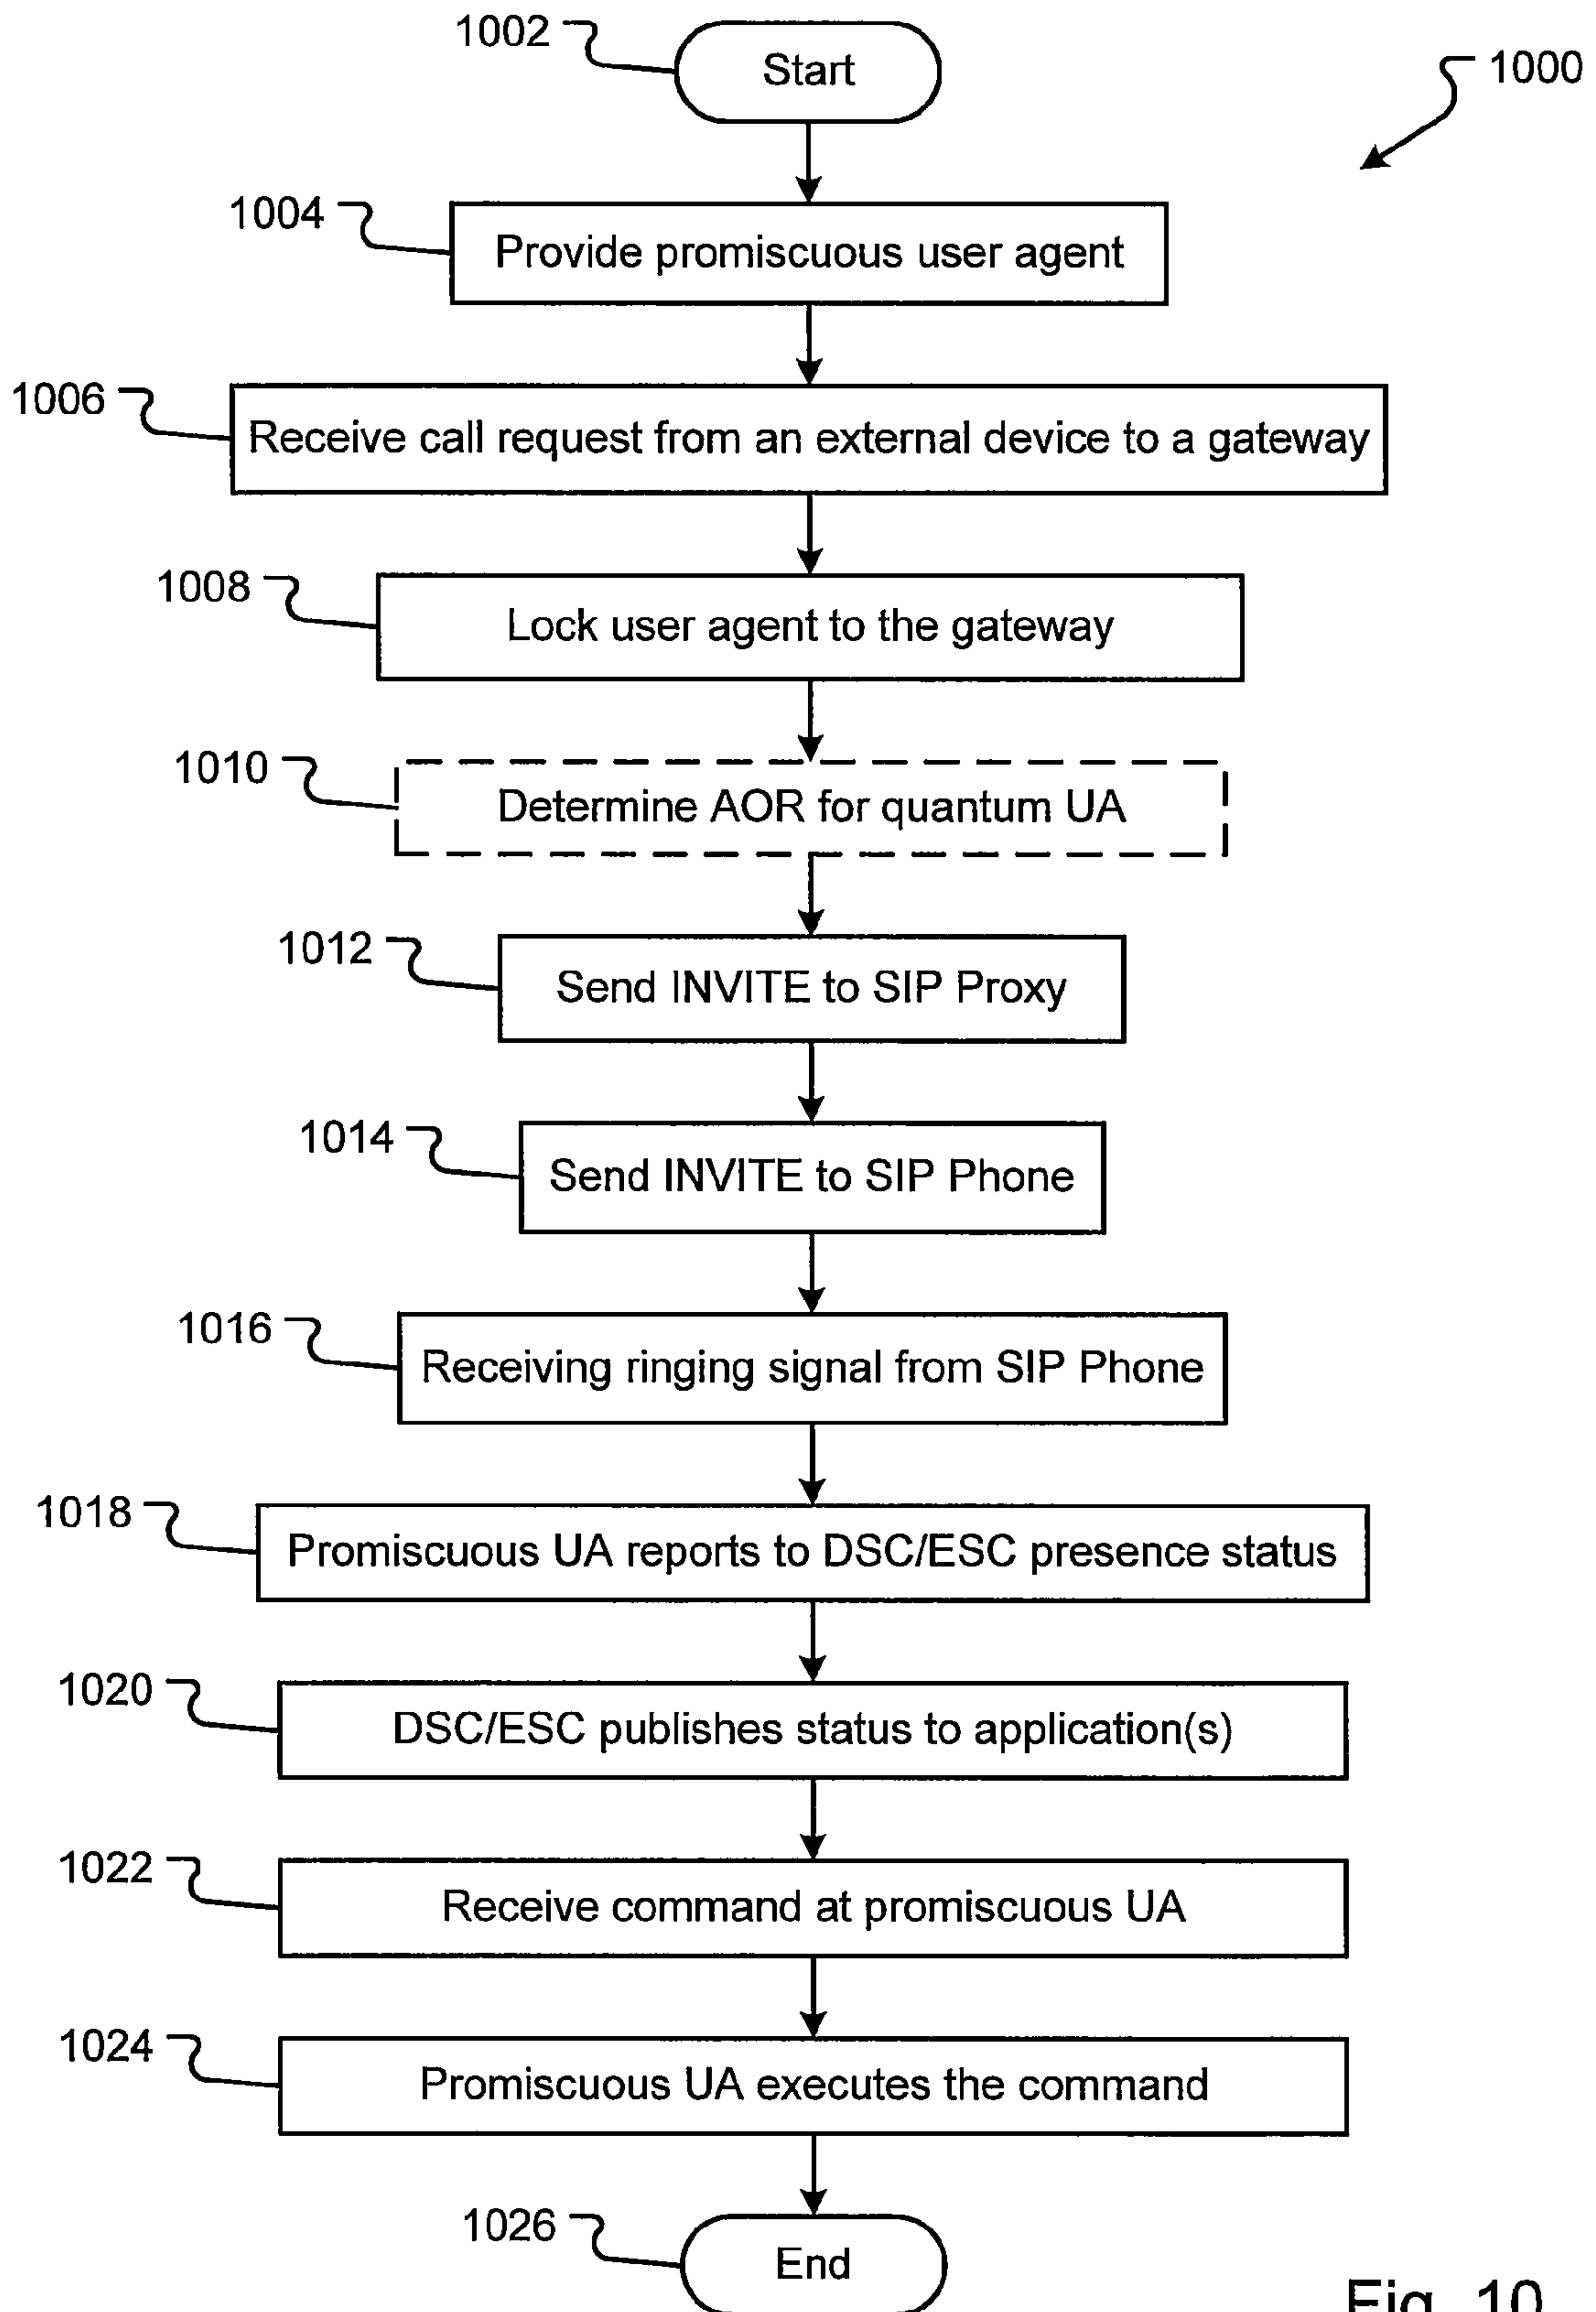 1002
Start
1000
1004
Provide promiscuous user agent
1006
Receive call request from an external device to a gateway
1008
Lock user agent to the gateway
1010
Determine AOR for quantum UA
1012
Send INVITE to SIP Proxy
1014
Send INVITE to SIP Phone
1016
Receiving ringing signal from SIP Phone
1018
Promiscuous UA reports to DSC/ESC presence status
1020
DSC/ESC publishes status to application(s)
1022
Receive command at promiscuous UA
1024
Promiscuous UA executes the command
1026
End
Fig. 10